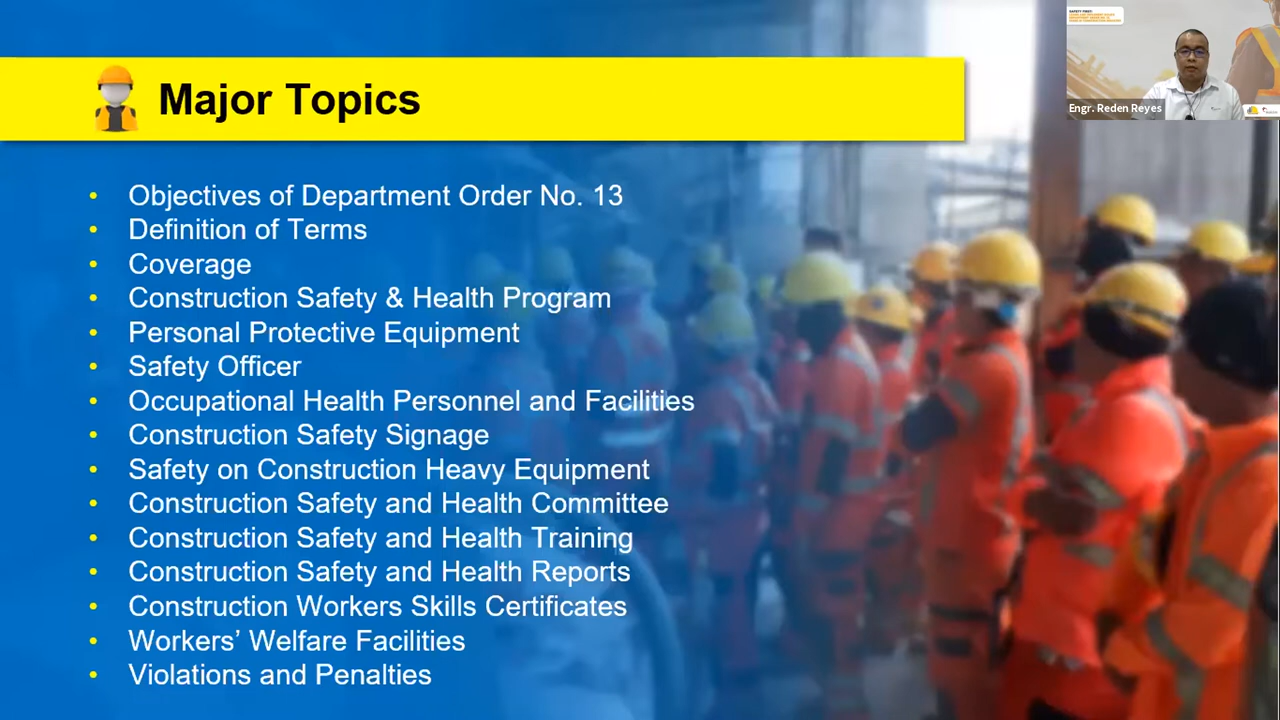 Major Topics
• Objectives of Department Order No. 13
• Definition of Terms
• Coverage
• Construction Safety & Health Program
• Personal Protective Equipment
• Safety Officer
• Occupational Health Personnel and Facilities
• Construction Safety Signage
• Safety on Construction Heavy Equipment
• Construction Safety and Health Committee
• Construction Safety and Health Training
• Construction Safety and Health Reports
• Construction Workers Skills Certificates
• Workers’ Welfare Facilities
• Violations and Penalties
SAFETY FIRST:
Engr. Reden Reyes